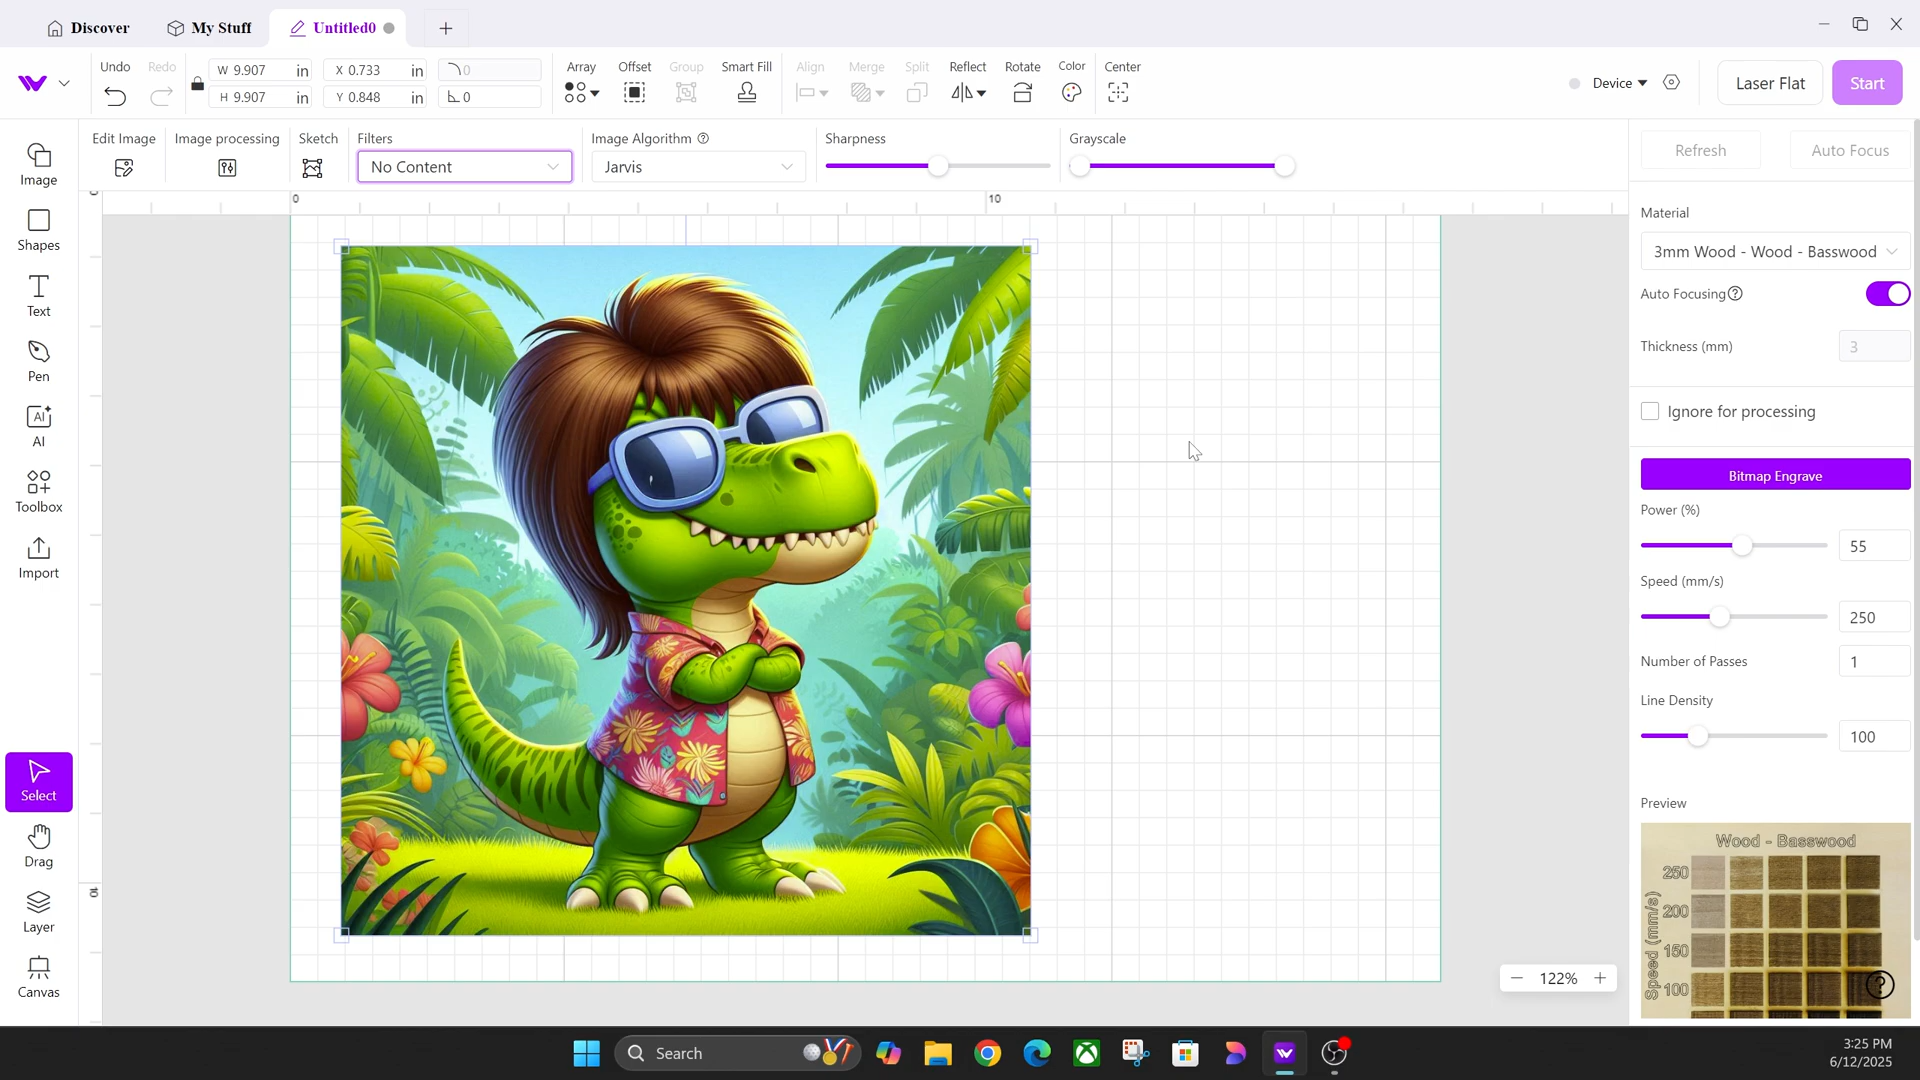 Discover
My Stuff
Untitled0
Undo
Redo
W 9.907 in
H 9.907 in
X 0.733 in
Y 0.848 in
0
0
Array
Offset
Group
Smart Fill
Align
Merge
Split
Reflect
Rotate
Color
Center
Device
Laser Flat
Start
Edit Image
Image processing
Sketch
Filters
No Content
Image Algorithm
Jarvis
Sharpness
Grayscale
Image
Shapes
Text
Pen
AI
AI
Toolbox
Import
Select
Drag
Layer
Canvas
0
10
0
10
122%
Refresh
Auto Focus
Material
3mm Wood - Wood - Basswood
Auto Focusing
Thickness (mm)
3
Ignore for processing
Bitmap Engrave
Power (%)
55
Speed (mm/s)
250
Number of Passes
1
Line Density
100
Preview
Wood - Basswood
250
200
150
100
Speed (mm/s)
Search
3:25 PM
6/12/2025